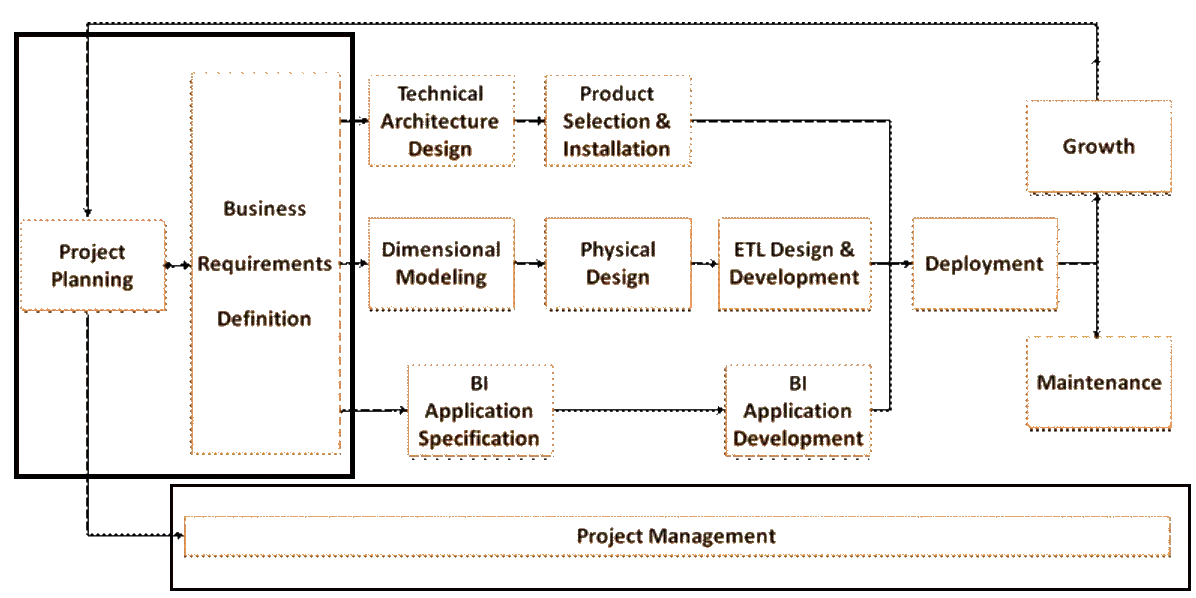 Technical
Architecture
Design
Product
Selection &
Installation
Growth
Business
Requirements
Definition
Project
Planning
Dimensional
Modeling
Physical
Design
ETL Design &
Development
Deployment
Maintenance
BI
Application
Specification
BI
Application
Development
Project Management